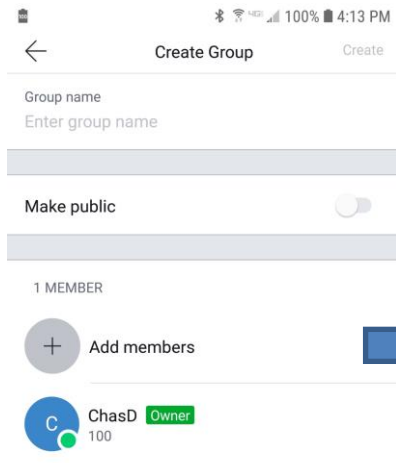 100% 4:13 PM
Create Group Create
Group name
Enter group name
Make public
1 MEMBER
Add members
C ChasD Owner
100